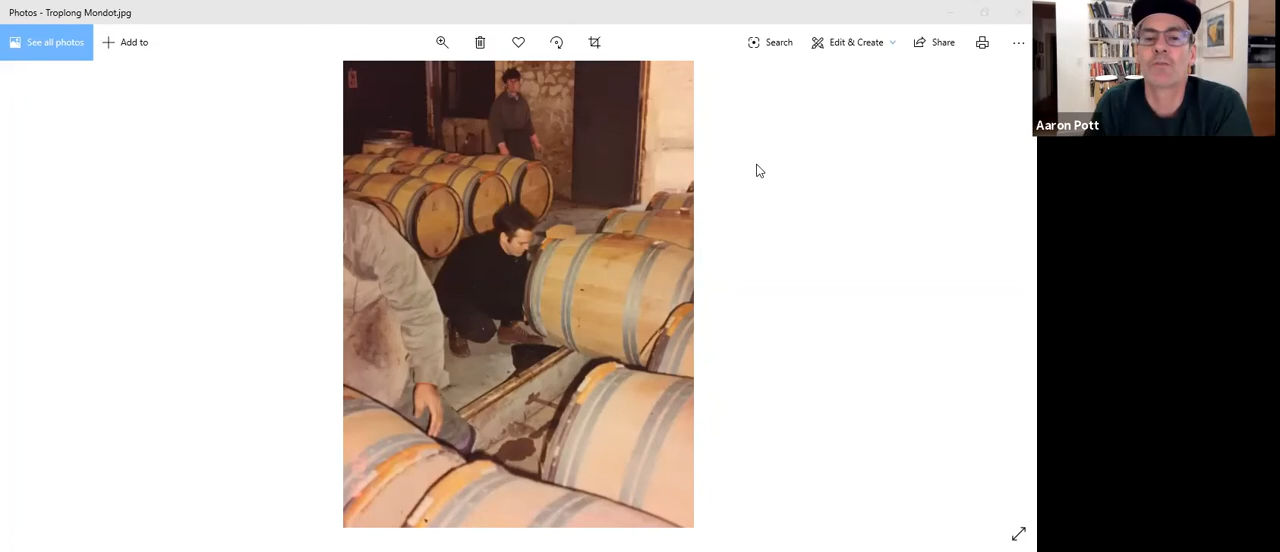 Photos - Troplong Mondot.jpg
See all photos
Add to
Search
Edit & Create
Share
Aaron Pott